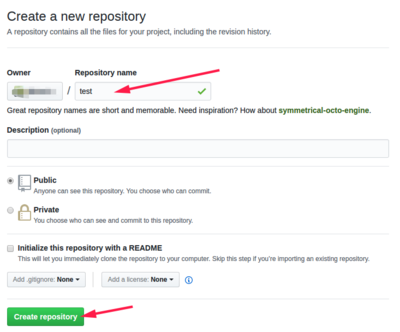 Create a new repository
A repository contains all the files for your project, including the revision history.
Owner Repository name
/ test
Great repository names are short and memorable. Need inspiration? How about symmetrical-octo-engine.
Description (optional)
Public
Anyone can see this repository. You choose who can commit.
Private
You choose who can see and commit to this repository.
Initialize this repository with a README
This will let you immediately clone the repository to your computer. Skip this step if you're importing an existing repository.
Add .gitignore: None Add a license: None
Create repository